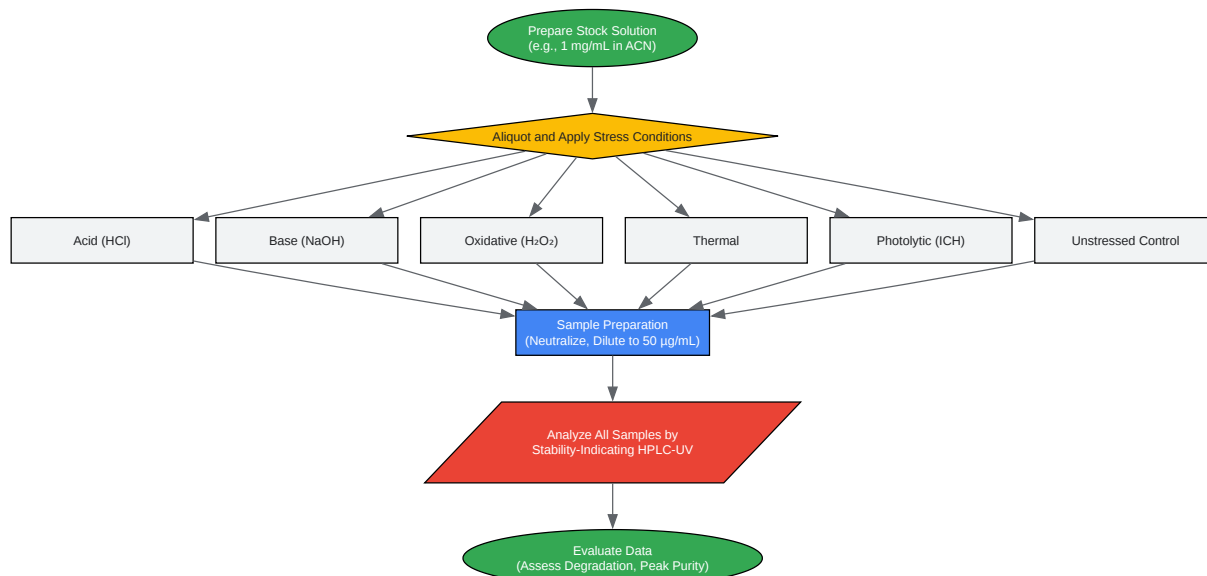 Prepare Stock Solution
(e.g., 1 mg/mL in ACN)
Aliquot and Apply Stress Conditions
Acid (HCl)
Base (NaOH)
Oxidative (H₂O₂)
Thermal
Photolytic (ICH)
Unstressed Control
Sample Preparation
(Neutralize, Dilute to 50 µg/mL)
Analyze All Samples by
Stability-Indicating HPLC-UV
Evaluate Data
(Assess Degradation, Peak Purity)